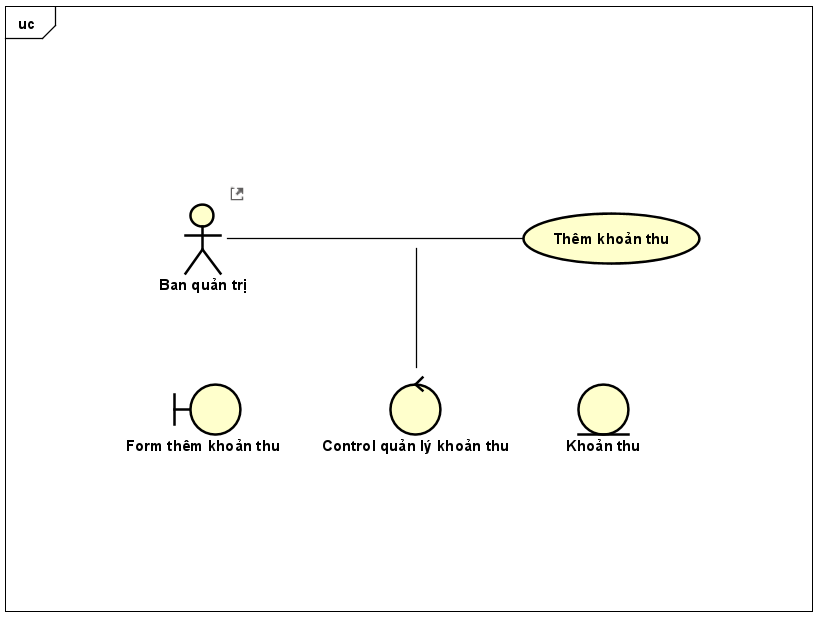 uc
Thêm khoản thu
Ban quản trị
Form thêm khoản thu
Control quản lý khoản thu
Khoản thu